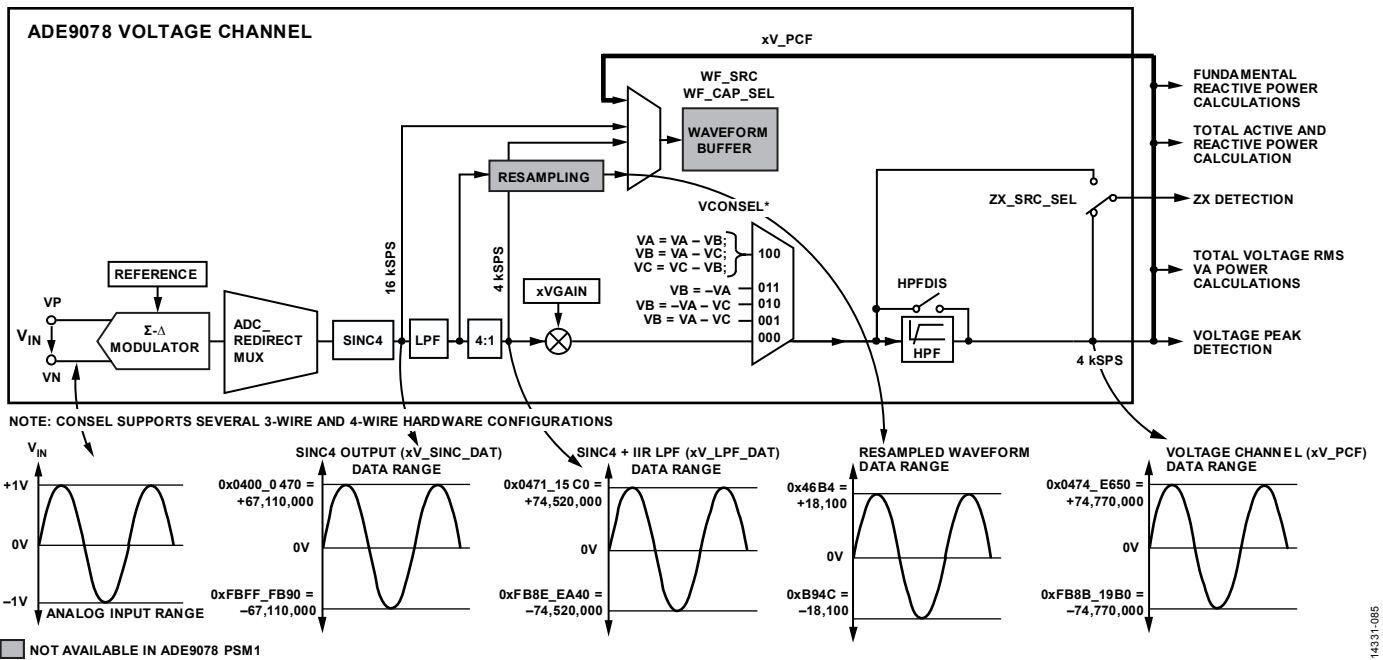 ADE9078 VOLTAGE CHANNEL
xV_PCF
WF_SRC
WF_CAP_SEL
WAVEFORM
BUFFER
RESAMPLING
FUNDAMENTAL
REACTIVE POWER
CALCULATIONS
TOTAL ACTIVE AND
REACTIVE POWER
CALCULATION
ZX_SRC_SEL
ZX DETECTION
VCONSEL*
VA = VA – VB;
VB = VA – VC;
VC = VC – VB;
100
VB = –VA
011
VB = –VA – VC
010
VB = VA – VC
001
000
TOTAL VOLTAGE RMS
VA POWER
CALCULATIONS
REFERENCE
16 kSPS
4 kSPS
xVGAIN
HPFDIS
VP
VIN
VN
Σ-Δ
MODULATOR
ADC_
REDIRECT
MUX
SINC4
LPF
4:1
HPF
4 kSPS
VOLTAGE PEAK
DETECTION
NOTE: CONSEL SUPPORTS SEVERAL 3-WIRE AND 4-WIRE HARDWARE CONFIGURATIONS
VIN
+1V
0V
–1V
ANALOG INPUT RANGE
SINC4 OUTPUT (xV_SINC_DAT)
DATA RANGE
0x0400_0470 =
+67,110,000
0V
0xFBFF_FB90 =
–67,110,000
SINC4 + IIR LPF (xV_LPF_DAT)
DATA RANGE
0x0471_15C0 =
+74,520,000
0V
0xFB8E_EA40 =
–74,520,000
RESAMPLED WAVEFORM
DATA RANGE
0x46B4 =
+18,100
0V
0xB94C =
–18,100
VOLTAGE CHANNEL (xV_PCF)
DATA RANGE
0x0474_E650 =
+74,770,000
0V
0xFB8B_19B0 =
–74,770,000
NOT AVAILABLE IN ADE9078 PSM1
14331-085